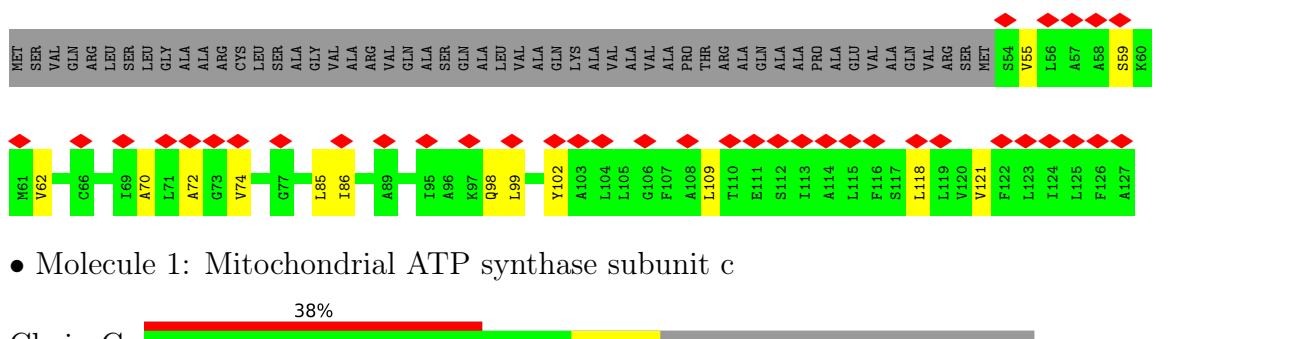 MET SER VAL GLN ARG LEU SER LEU GLY ALA ALA ARG CYS LEU SER ALA GLY VAL ALA ARG VAL GLN ALA SER GLN ALA LEU VAL ALA GLN LYS ALA VAL ALA VAL ALA PRO THR ARG ALA GLN ALA ALA PRO ALA GLU VAL ALA GLN VAL ARG SER MET S54 V55 L56 A57 A58 S59 K60
M61 V62 C66 I69 A70 L71 A72 G73 V74 G77 L85 I86 A89 I95 A96 K97 Q98 L99 Y102 A103 L104 L105 G106 F107 A108 L109 T110 E111 S112 I113 A114 L115 F116 S117 L118 L119 V120 V121 F122 L123 I124 L125 F126 A127
• Molecule 1: Mitochondrial ATP synthase subunit c
38%